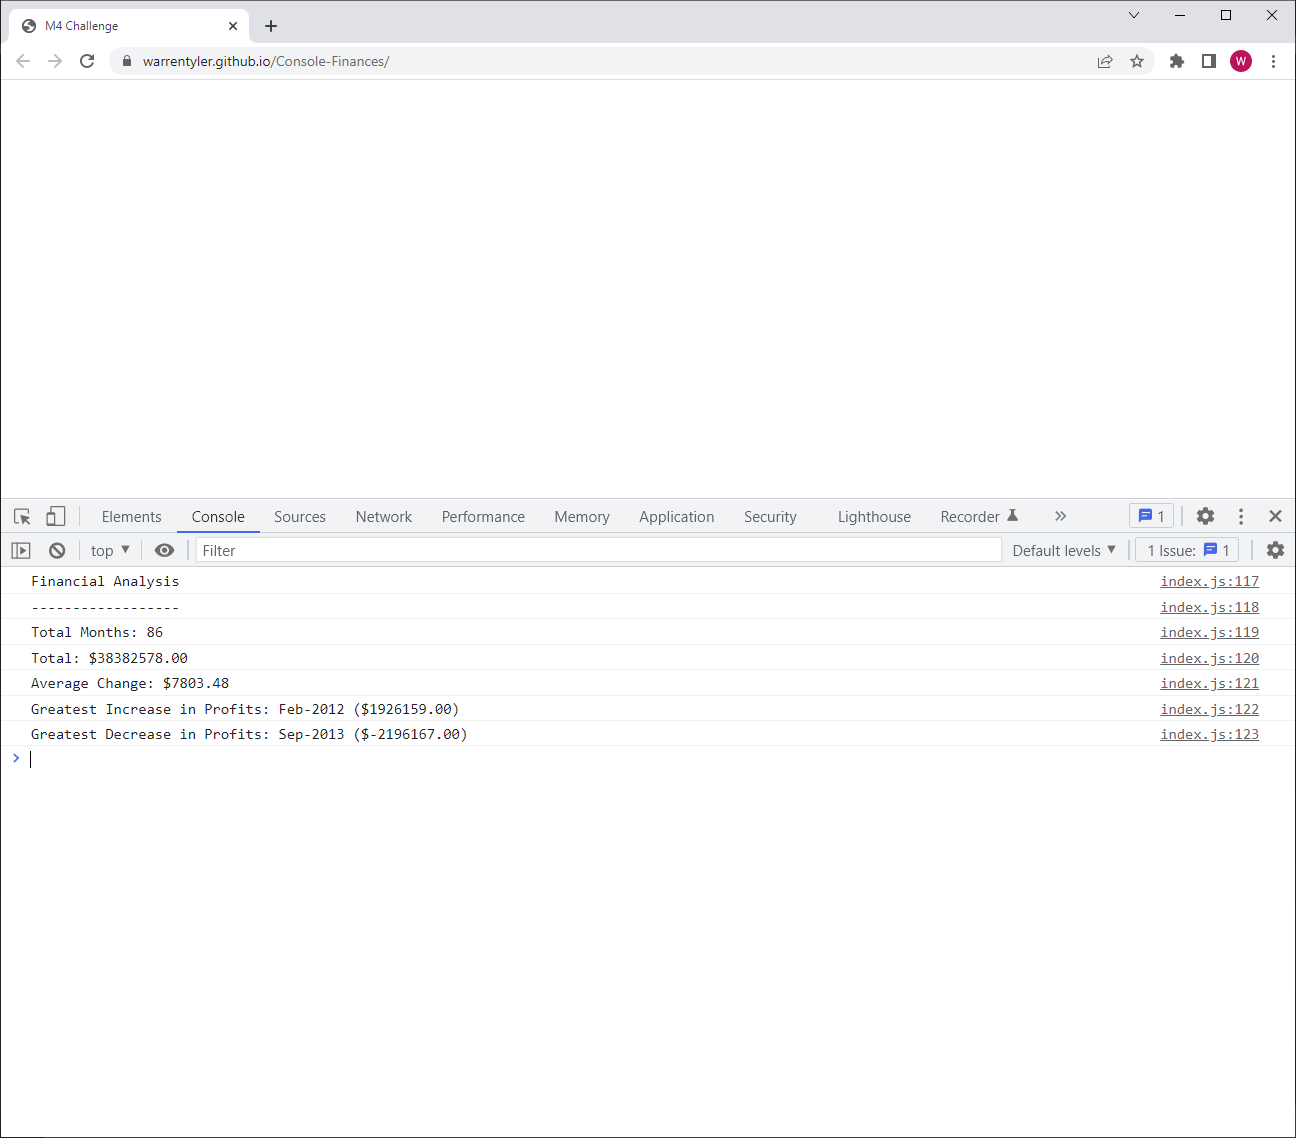 M4 Challenge
warrentyler.github.io/Console-Finances/
W
Elements Console Sources Network Performance Memory Application Security Lighthouse Recorder 1
top Filter Default levels 1 Issue: 1
Financial Analysis index.js:117
------------------ index.js:118
Total Months: 86 index.js:119
Total: $38382578.00 index.js:120
Average Change: $7803.48 index.js:121
Greatest Increase in Profits: Feb-2012 ($1926159.00) index.js:122
Greatest Decrease in Profits: Sep-2013 ($-2196167.00) index.js:123